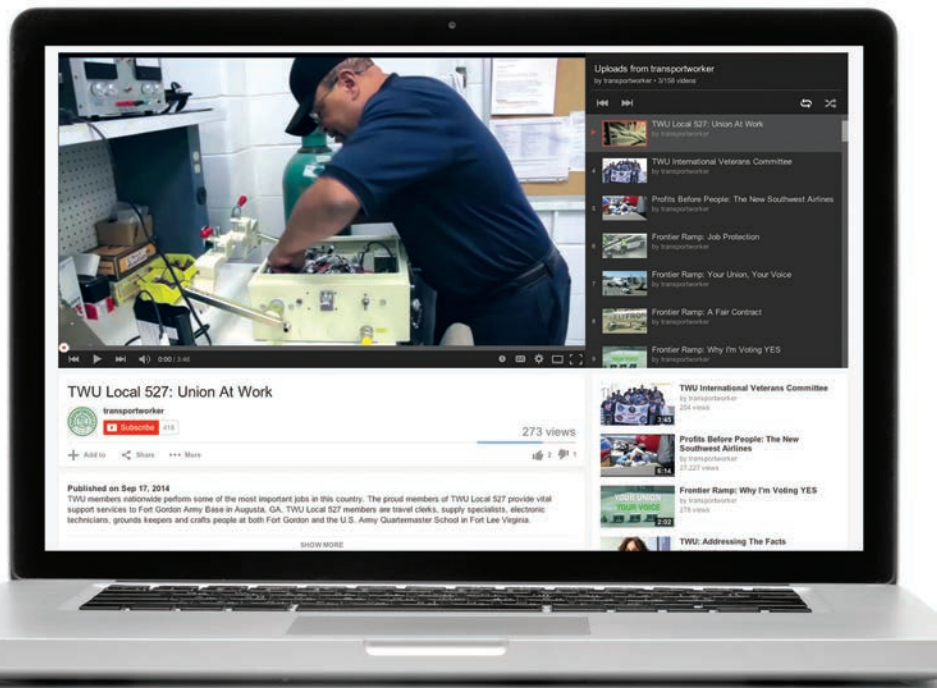 Uploads from transportworker
by transportworker • 3/158 videos
TWU Local 527: Union At Work
by transportworker
4
TWU International Veterans Committee
by transportworker
5
Profits Before People: The New Southwest Airlines
by transportworker
6
Frontier Ramp: Job Protection
by transportworker
7
Frontier Ramp: Your Union, Your Voice
by transportworker
8
Frontier Ramp: A Fair Contract
by transportworker
9
Frontier Ramp: Why I'm Voting YES
by transportworker
0:00 / 3:46
TWU Local 527: Union At Work
transportworker
Subscribe 418
273 views
Add to Share More
2 1
Published on Sep 17, 2014
TWU members nationwide perform some of the most important jobs in this country. The proud members of TWU Local 527 provide vital
support services to Fort Gordon Army Base in Augusta, GA. TWU Local 527 members are travel clerks, supply specialists, electronic
technicians, grounds keepers and crafts people at both Fort Gordon and the U.S. Army Quartermaster School in Fort Lee Virginia.
SHOW MORE
TWU International Veterans Committee
by transportworker
204 views
3:45
Profits Before People: The New
Southwest Airlines
by transportworker
27,227 views
6:14
Frontier Ramp: Why I'm Voting YES
by transportworker
278 views
YOUR UNION
YOUR VOICE
2:02
TWU: Addressing The Facts